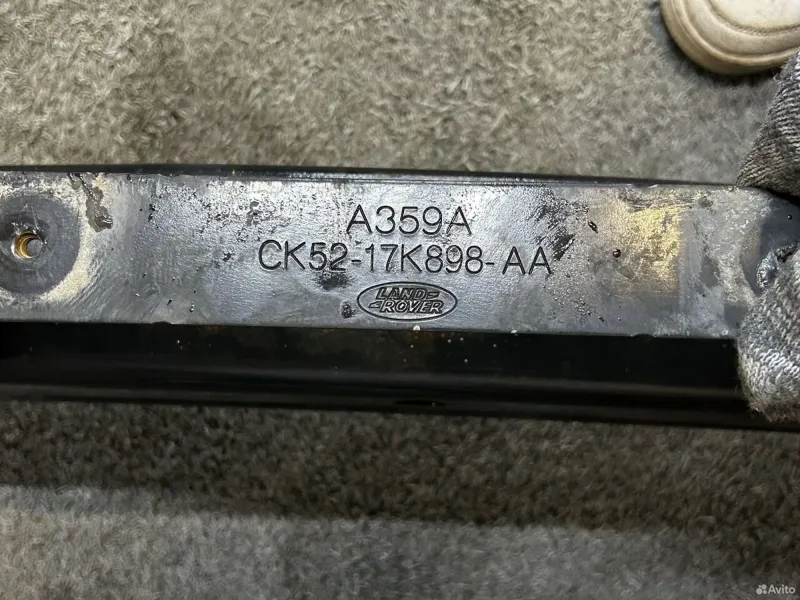 A359A
CK52-17K898-AA
LAND
ROVER
Avito